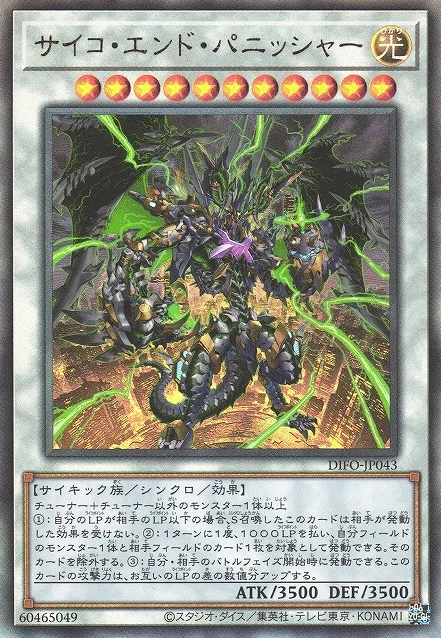 サイコ・エンド・パニッシャー
光
DIFO-JP043
【サイキック族／シンクロ／効果】
チューナー＋チューナー以外のモンスター1体以上
①：自分のLPが相手のLP以下の場合、S召喚したこのカードは相手が発動
した効果を受けない。②：1ターンに1度、1000LPを払い、自分フィールド
のモンスター1体と相手フィールドのカード1枚を対象として発動できる。その
カードを除外する。③：自分・相手のバトルフェイズ開始時に発動できる。こ
のカードの攻撃力は、お互いのLPの差の数値分アップする。
ATK/3500 DEF/3500
60465049
©スタジオ・ダイス／集英社・テレビ東京・KONAMI